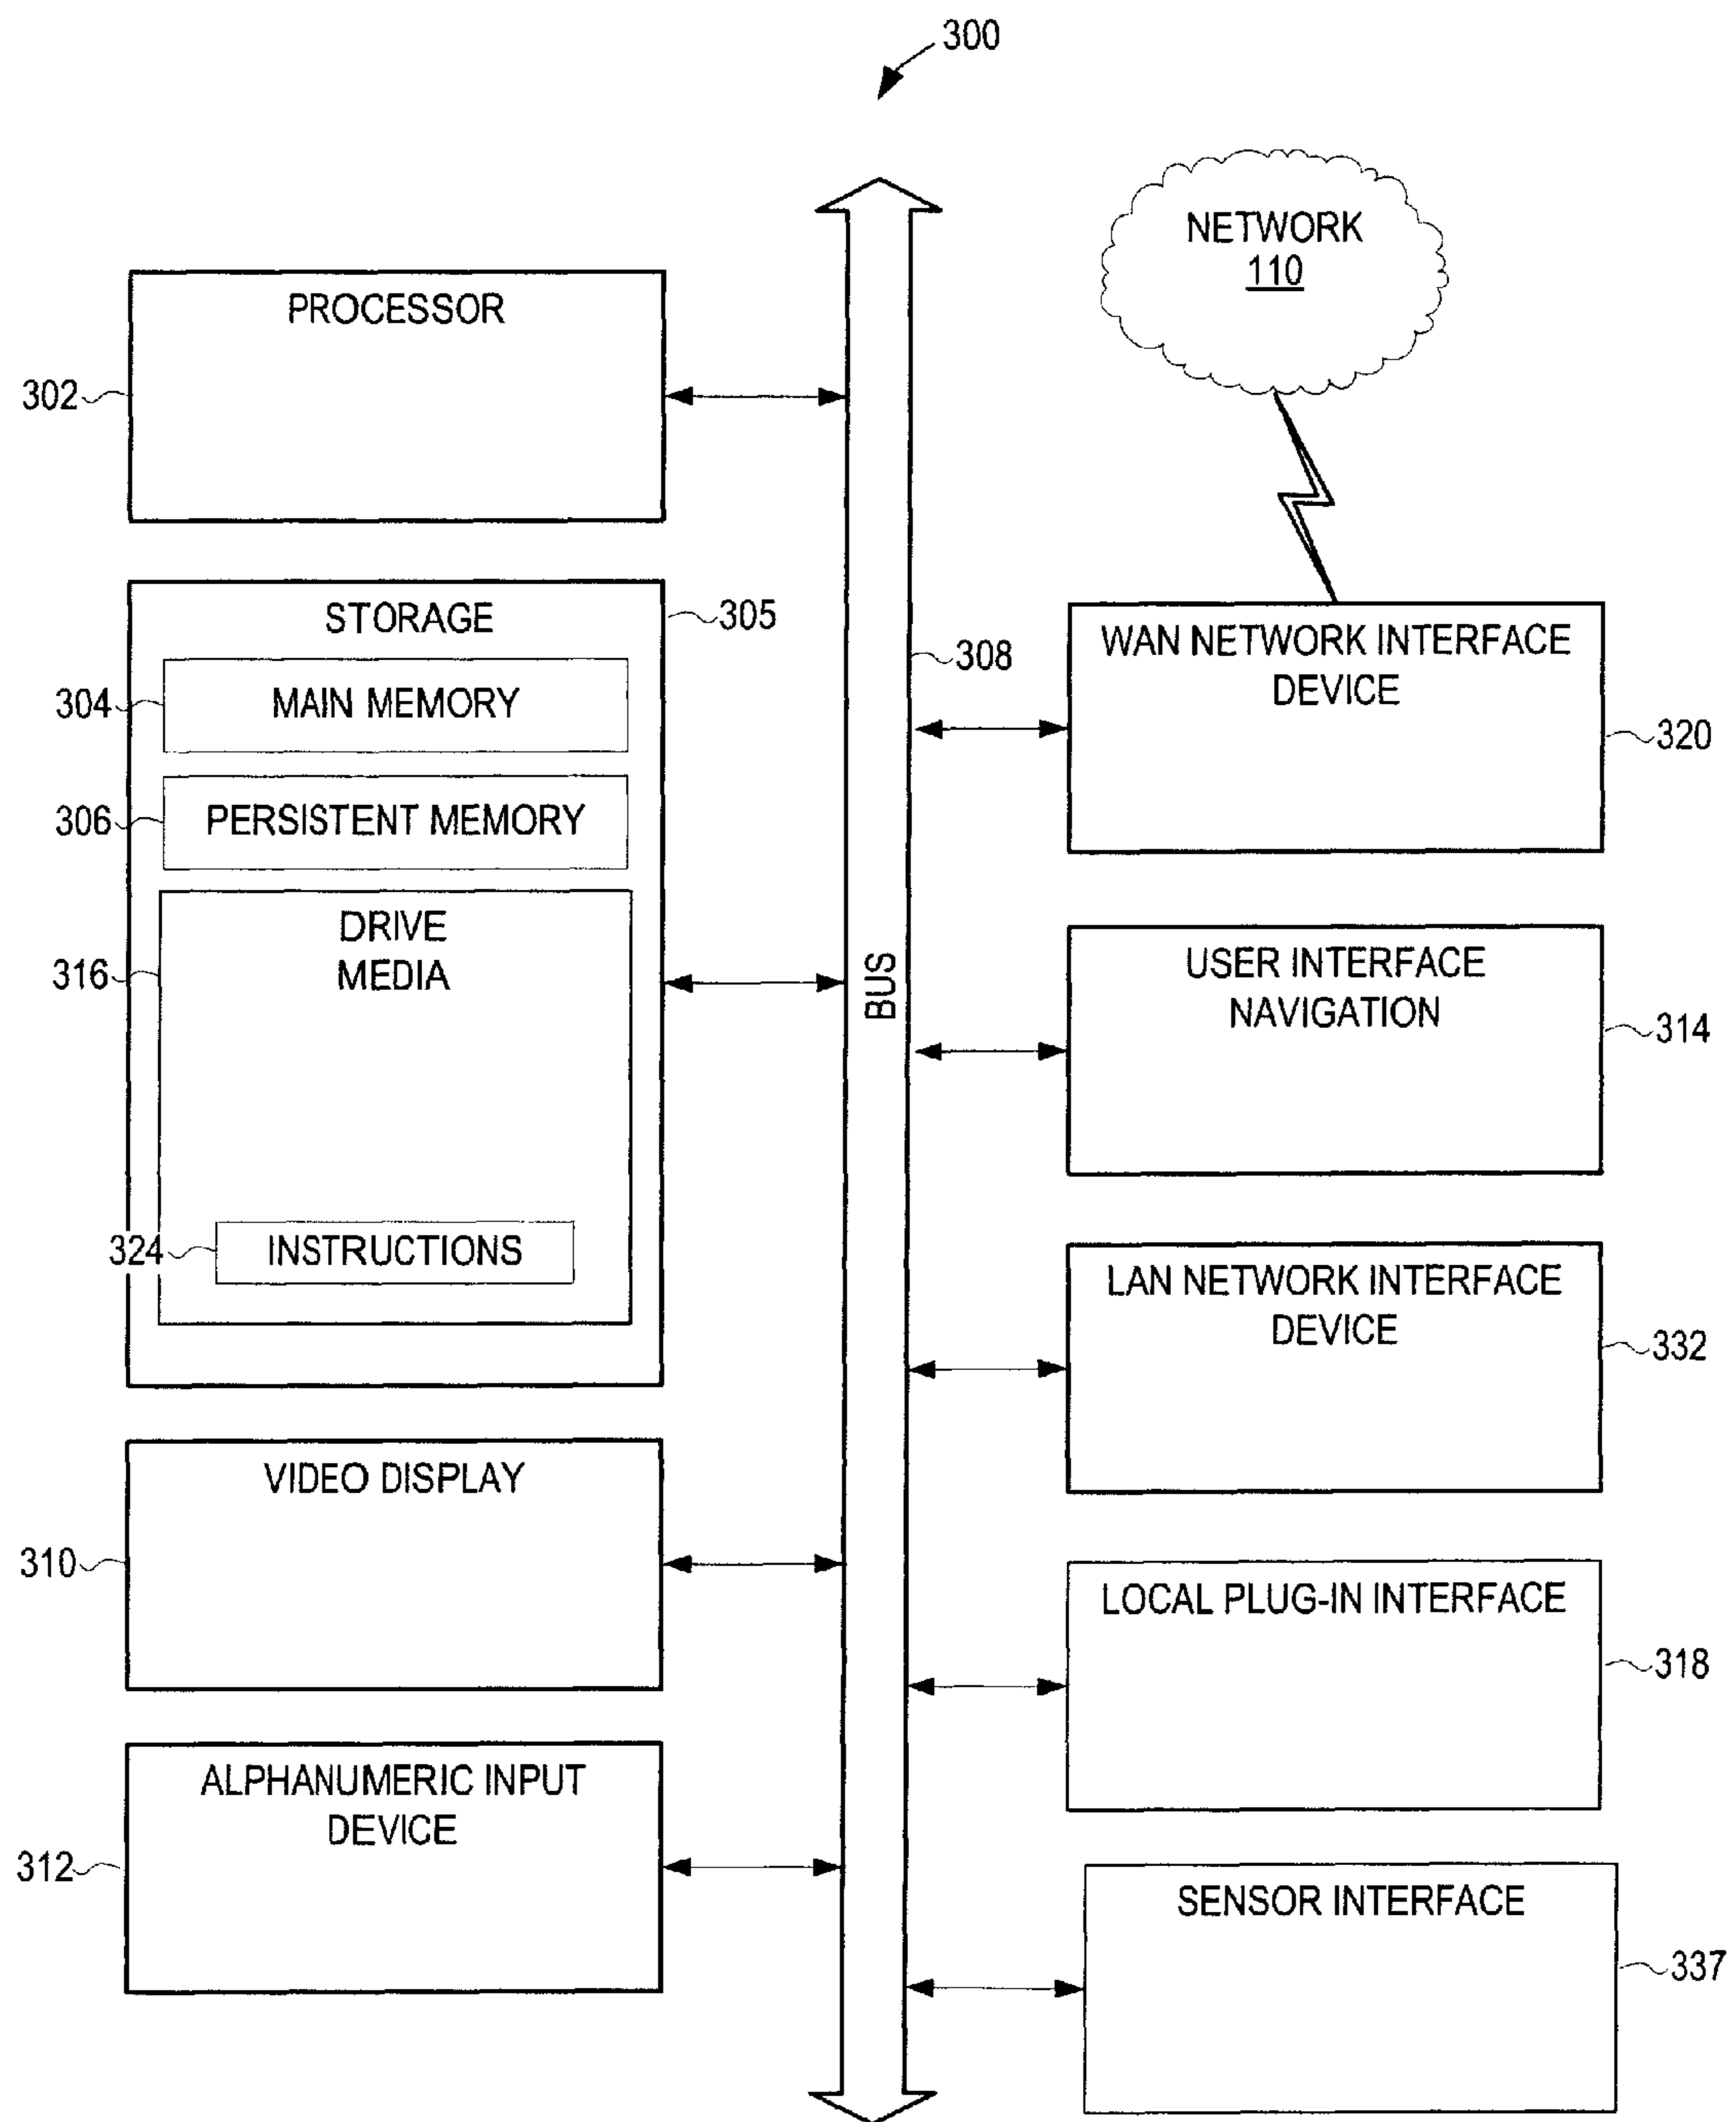 300
NETWORK
110
PROCESSOR
302
STORAGE
305
MAIN MEMORY
304
PERSISTENT MEMORY
306
DRIVE
MEDIA
316
INSTRUCTIONS
324
VIDEO DISPLAY
310
ALPHANUMERIC INPUT
DEVICE
312
BUS
308
WAN NETWORK INTERFACE
DEVICE
320
USER INTERFACE
NAVIGATION
314
LAN NETWORK INTERFACE
DEVICE
332
LOCAL PLUG-IN INTERFACE
318
SENSOR INTERFACE
337